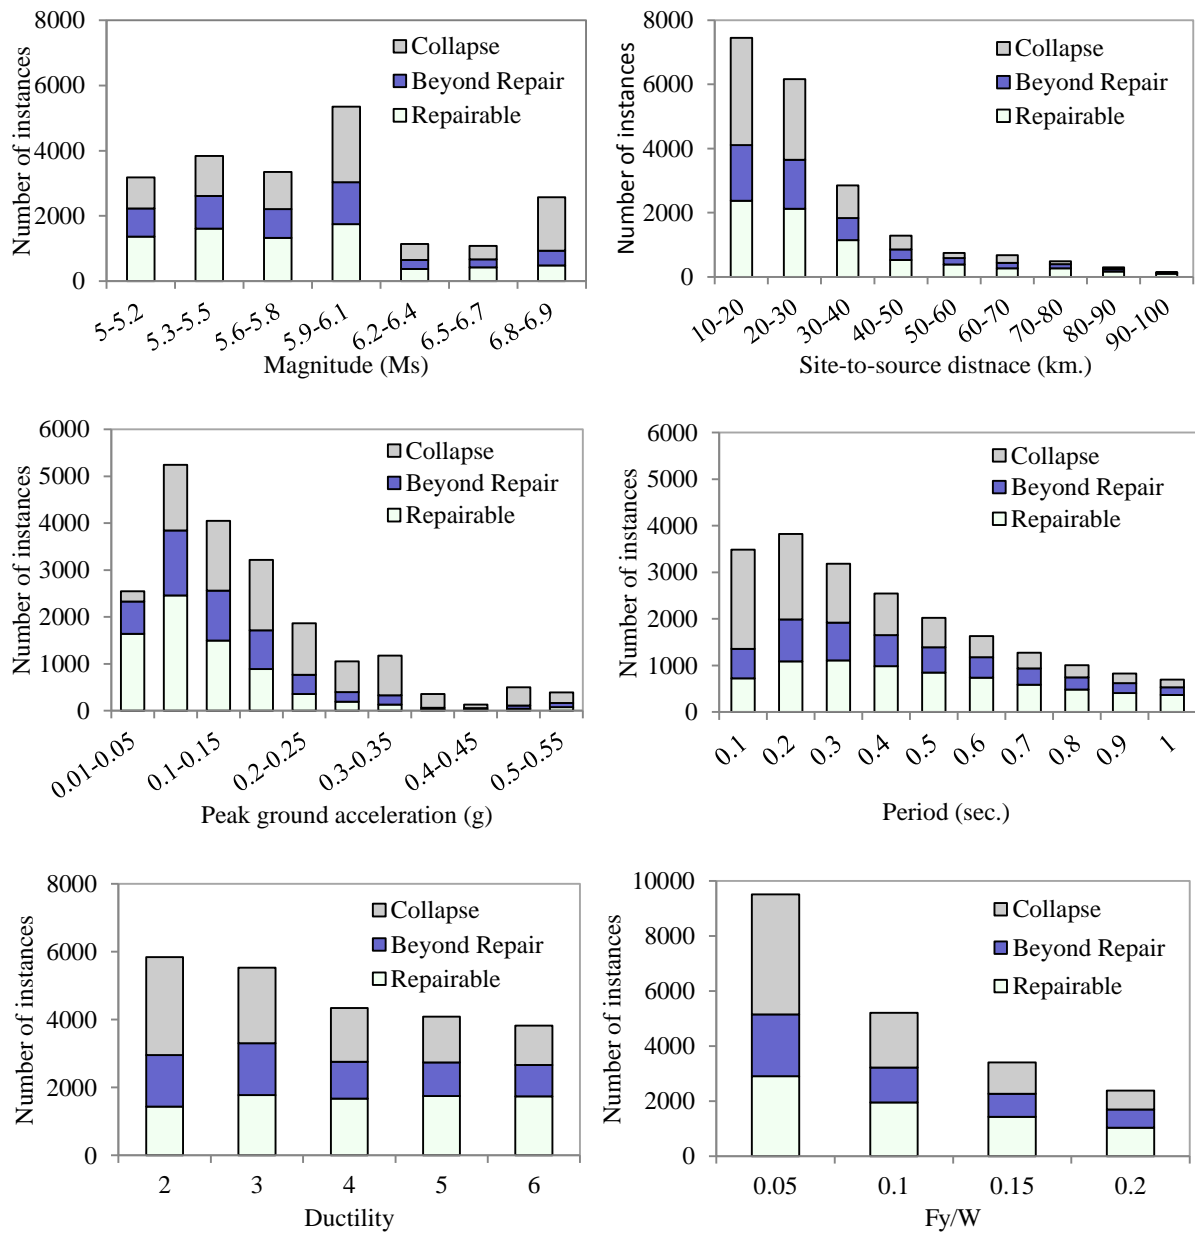 8000
6000
4000
2000
0
Number of instances
Collapse
Beyond Repair
Repairable
5-5.2
5.3-5.5
5.6-5.8
5.9-6.1
6.2-6.4
6.5-6.7
6.8-6.9
Magnitude (Ms)
8000
6000
4000
2000
0
Number of instances
Collapse
Beyond Repair
Repairable
10-20
20-30
30-40
40-50
50-60
60-70
70-80
80-90
90-100
Site-to-source distnace (km.)
6000
5000
4000
3000
2000
1000
0
Number of instances
Collapse
Beyond Repair
Repairable
0.01-0.05
0.1-0.15
0.2-0.25
0.3-0.35
0.4-0.45
0.5-0.55
Peak ground acceleration (g)
6000
5000
4000
3000
2000
1000
0
Number of instances
Collapse
Beyond Repair
Repairable
0.1
0.2
0.3
0.4
0.5
0.6
0.7
0.8
0.9
1
Period (sec.)
8000
6000
4000
2000
0
Number of instances
Collapse
Beyond Repair
Repairable
2
3
4
5
6
Ductility
10000
8000
6000
4000
2000
0
Number of instances
Collapse
Beyond Repair
Repairable
0.05
0.1
0.15
0.2
Fy/W